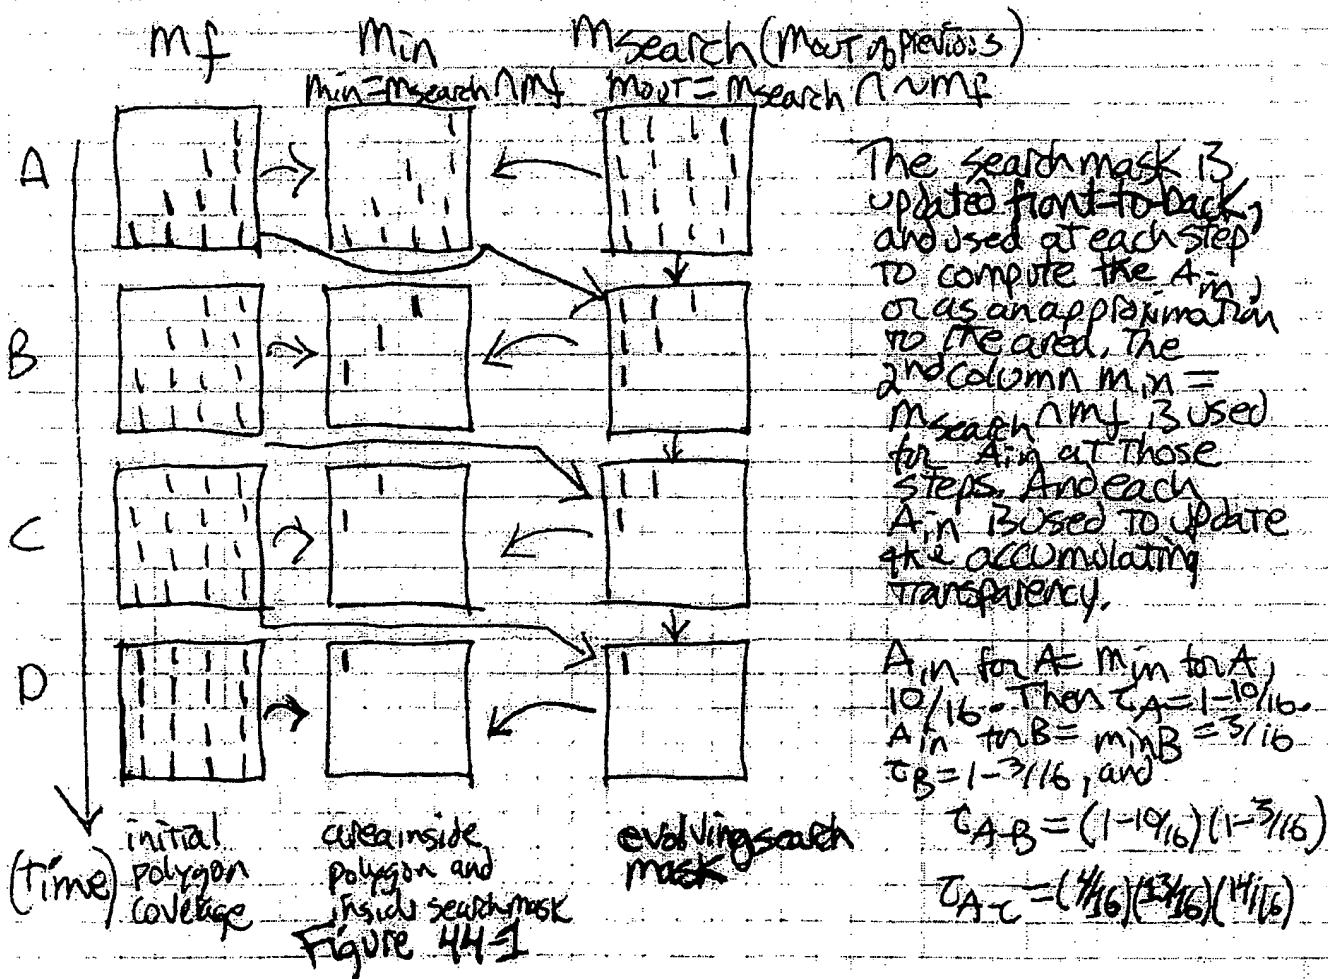 mf min msearch (mout of previous)
min = msearch ∩ mf mout = msearch ∩ ~mf
A
B
C
D
(Time)
initial
polygon
coverage
area inside
polygon and
inside search mask
evolving search
mask
Figure 44-1
The search mask is
updated front-to-back,
and used at each step
to compute the Ain,
or as an approximation
to the area. The
2nd column min =
msearch ∩ mf is used
for Ain at those
steps. And each
Ain is used to update
the accumulating
transparency.
Ain for A = min for A,
10/16. Then τA = 1-10/16.
Ain for B = min B = 3/16
τB = 1-3/16, and
τA-B = (1-10/16)(1-3/16)
τA-C = (4/16)(13/16)(14/16)